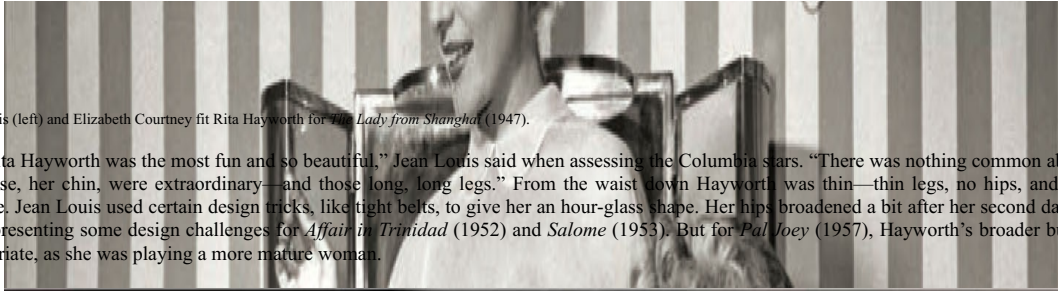 is (left) and Elizabeth Courtney fit Rita Hayworth for The Lady from Shanghai (1947).
ta Hayworth was the most fun and so beautiful,” Jean Louis said when assessing the Columbia stars. “There was nothing common a
se, her chin, were extraordinary—and those long, long legs.” From the waist down Hayworth was thin—thin legs, no hips, and
e. Jean Louis used certain design tricks, like tight belts, to give her an hour-glass shape. Her hips broadened a bit after her second da
presenting some design challenges for Affair in Trinidad (1952) and Salome (1953). But for Pal Joey (1957), Hayworth’s broader b
riate, as she was playing a more mature woman.